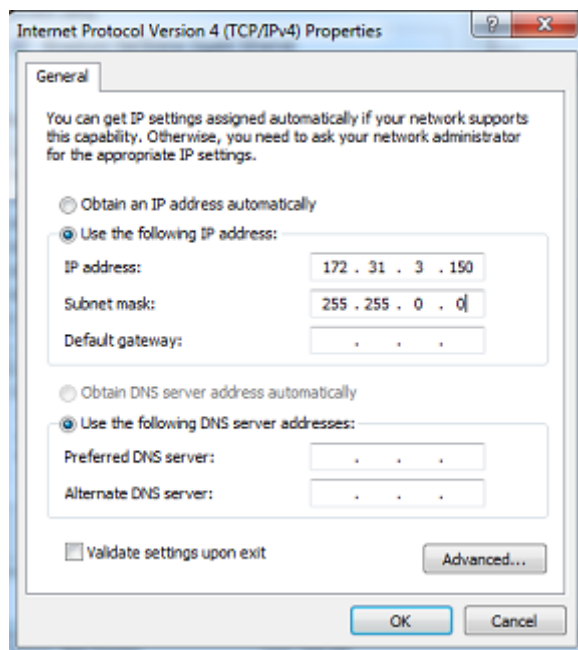 Internet Protocol Version 4 (TCP/IPv4) Properties
General
You can get IP settings assigned automatically if your network supports
this capability. Otherwise, you need to ask your network administrator
for the appropriate IP settings.
Obtain an IP address automatically
Use the following IP address:
IP address: 172 . 31 . 3 . 150
Subnet mask: 255 . 255 . 0 . 0
Default gateway: . . .
Obtain DNS server address automatically
Use the following DNS server addresses:
Preferred DNS server: . . .
Alternate DNS server: . . .
Validate settings upon exit
Advanced...
OK Cancel